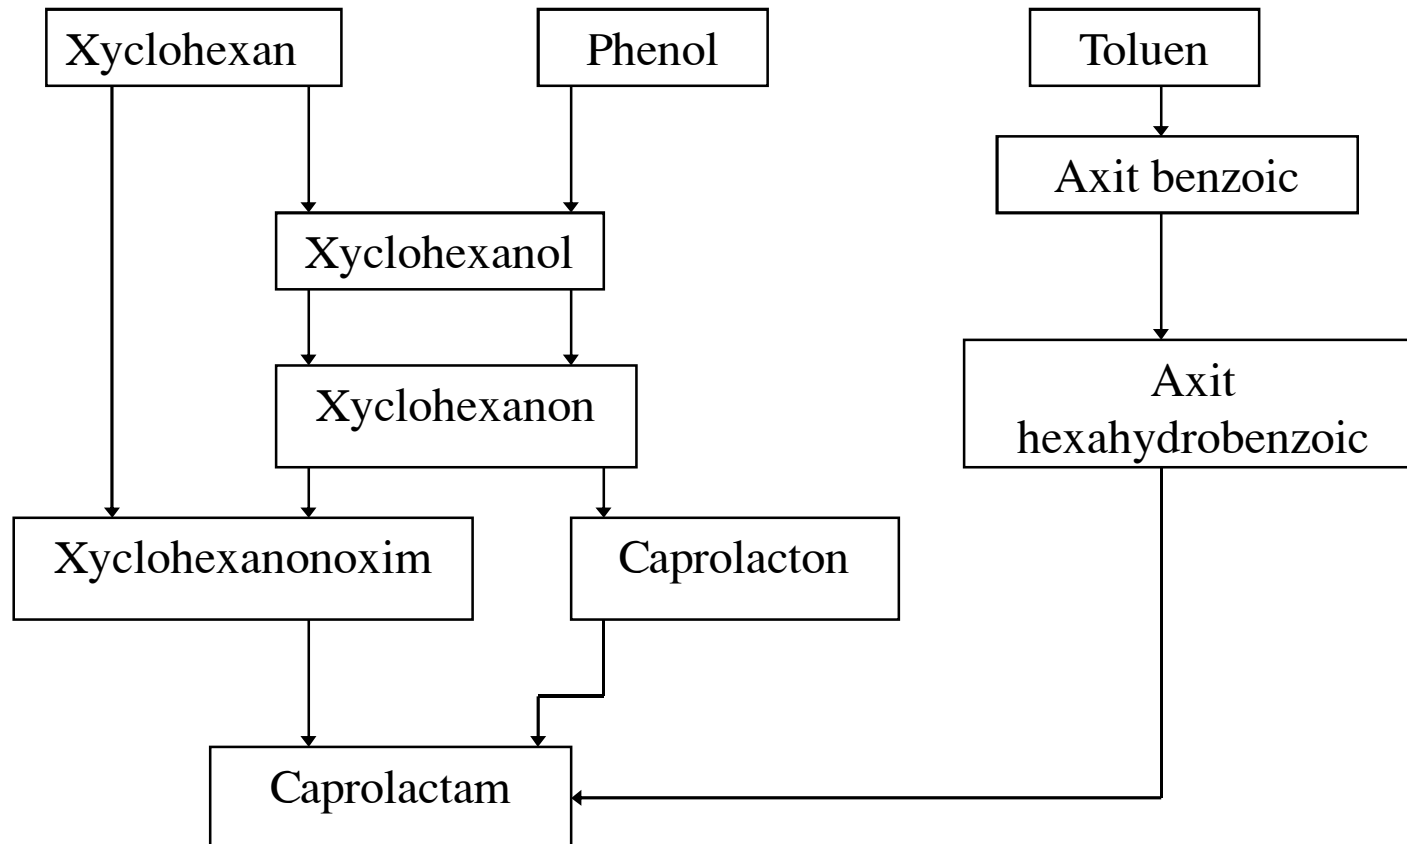 Xyclohexan
Phenol
Toluen
Axit benzoic
Xyclohexanol
Xyclohexanon
Axit
hexahydrobenzoic
Xyclohexanonoxim
Caprolacton
Caprolactam